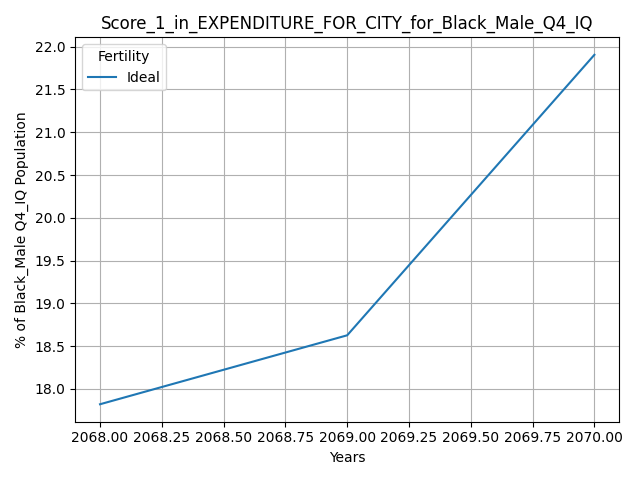 Score_1_in_EXPENDITURE_FOR_CITY_for_Black_Male_Q4_IQ
Fertility
Ideal
% of Black_Male Q4_IQ Population
22.0
21.5
21.0
20.5
20.0
19.5
19.0
18.5
18.0
2068.00 2068.25 2068.50 2068.75 2069.00 2069.25 2069.50 2069.75 2070.00
Years